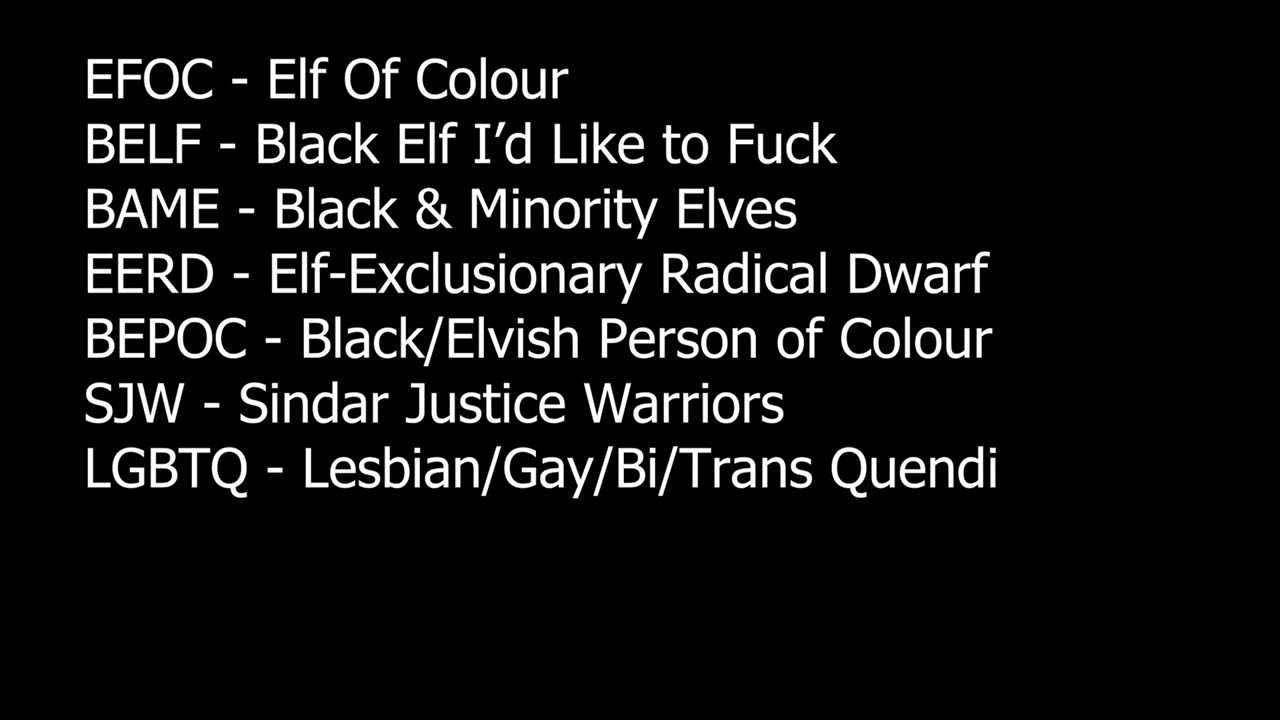 EFOC - Elf Of Colour
BELF - Black Elf I’d Like to Fuck
BAME - Black & Minority Elves
EERD - Elf-Exclusionary Radical Dwarf
BEPOC - Black/Elvish Person of Colour
SJW - Sindar Justice Warriors
LGBTQ - Lesbian/Gay/Bi/Trans Quendi